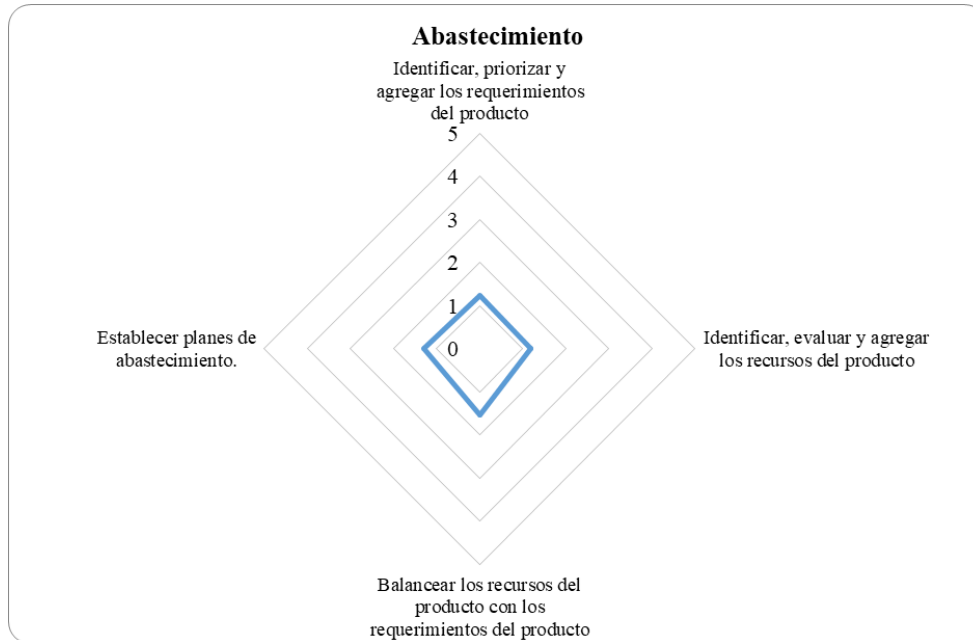 Abastecimiento
Identificar, priorizar y
agregar los requerimientos
del producto
5
4
3
2
1
0
Establecer planes de
abastecimiento.
Identificar, evaluar y agregar
los recursos del producto
Balancear los recursos del
producto con los
requerimientos del producto